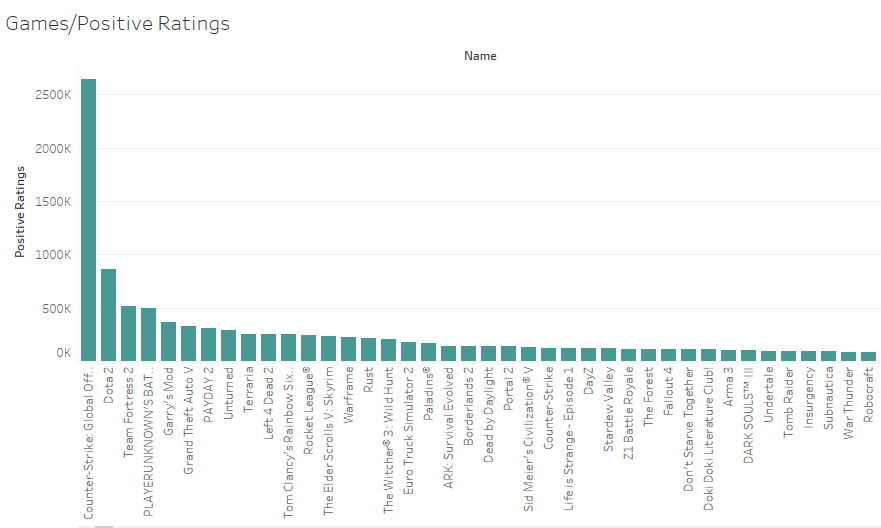 Games/Positive Ratings
Name
Positive Ratings
2500K
2000K
1500K
1000K
500K
0K
Counter-Strike: Global Off..
Dota 2
Team Fortress 2
PLAYERUNKNOWN'S BAT..
Garry's Mod
Grand Theft Auto V
PAYDAY 2
Unturned
Terraria
Left 4 Dead 2
Tom Clancy's Rainbow Six..
Rocket League®
The Elder Scrolls V: Skyrim
Warframe
Rust
The Witcher® 3: Wild Hunt
Euro Truck Simulator 2
Paladins®
ARK: Survival Evolved
Borderlands 2
Dead by Daylight
Portal 2
Sid Meier's Civilization® V
Counter-Strike
Life is Strange - Episode 1
DayZ
Stardew Valley
Z1 Battle Royale
The Forest
Fallout 4
Don't Starve Together
Doki Doki Literature Club!
Arma 3
DARK SOULS™ III
Undertale
Tomb Raider
Insurgency
Subnautica
War Thunder
Robocraft